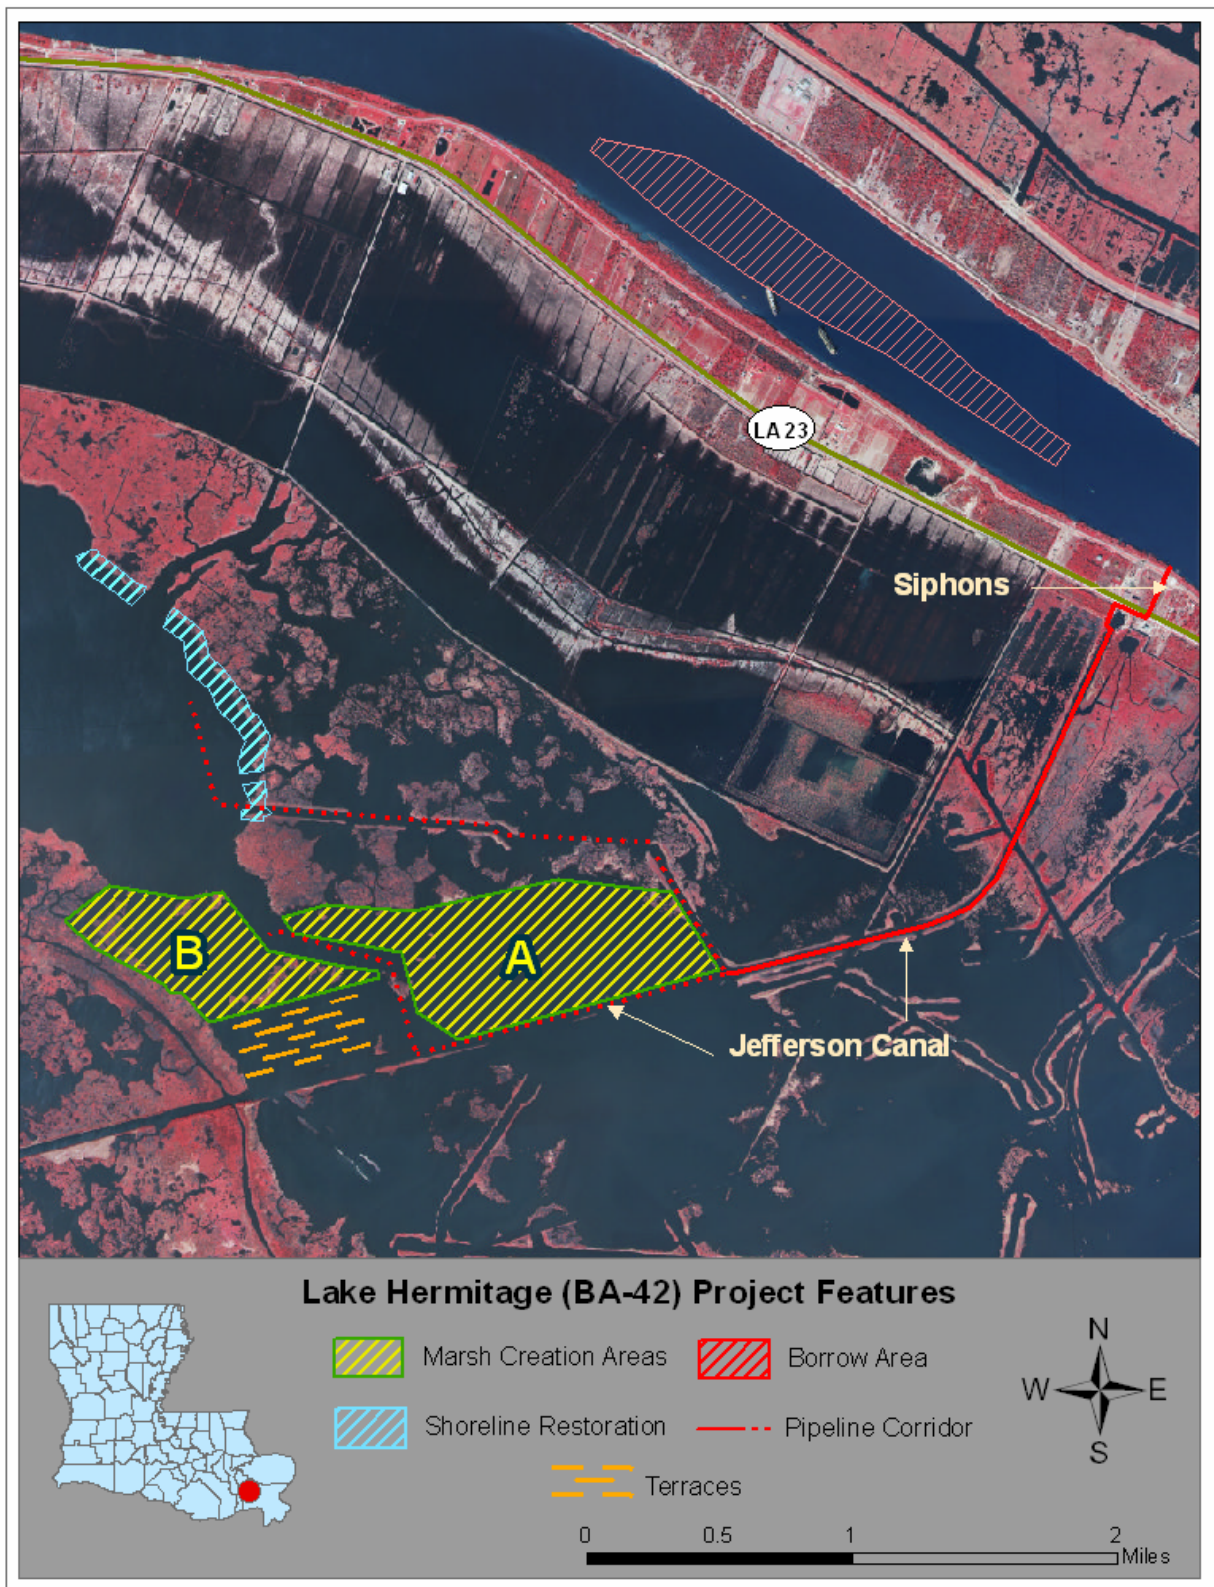 LA 23
Siphons
B
A
Jefferson Canal
Lake Hermitage (BA-42) Project Features
Marsh Creation Areas
Borrow Area
Shoreline Restoration
Pipeline Corridor
Terraces
N
W E
S
0 0.5 1 2
Miles